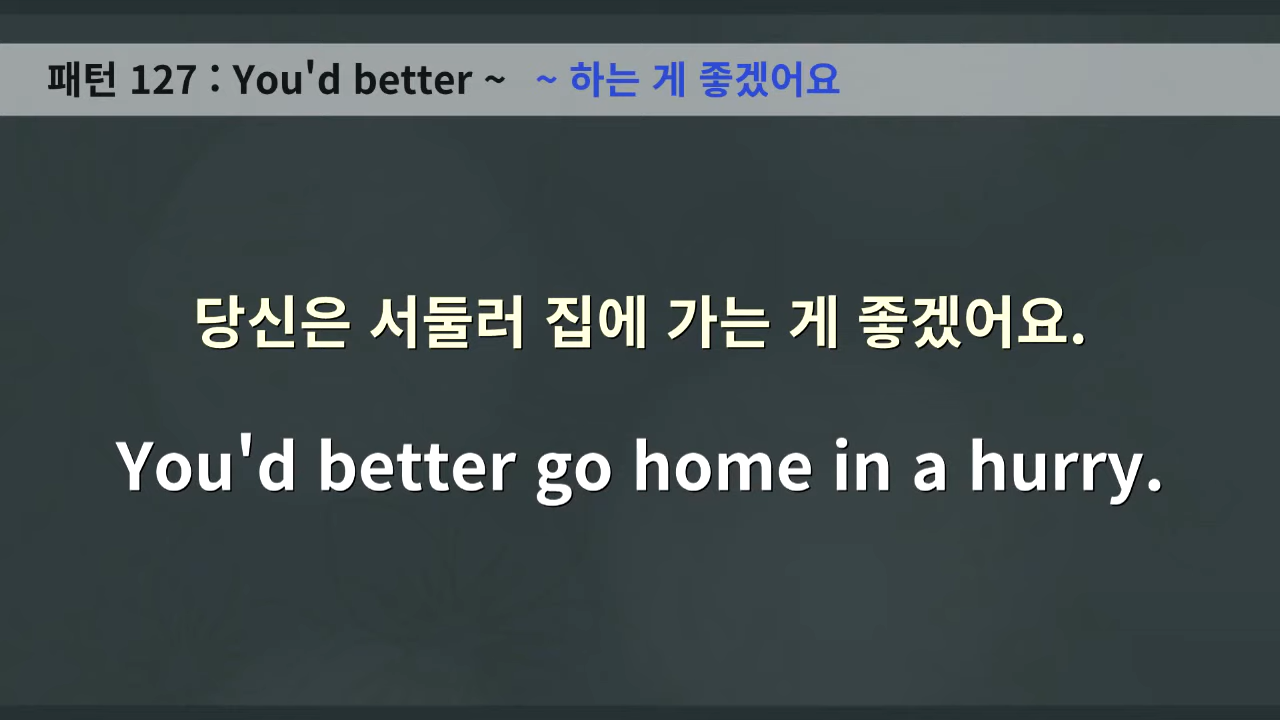 패턴 127 : You'd better ~ ~ 하는 게 좋겠어요
당신은 서둘러 집에 가는 게 좋겠어요.
You'd better go home in a hurry.